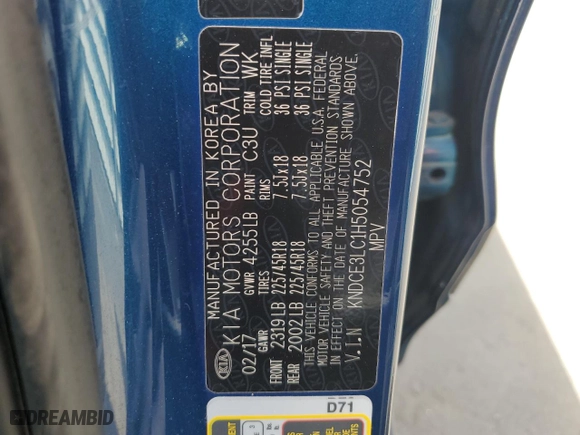 MANUFACTURED IN KOREA BY
KIA MOTORS CORPORATION
02/17 GVWR 4255LB PAINT C3U TRIM WK
GAWR TIRES RIMS COLD TIRE INFL
FRONT 2319LB 225/45R18 7.5Jx18 36 PSI SINGLE
REAR 2002LB 225/45R18 7.5Jx18 36 PSI SINGLE
THIS VEHICLE CONFORMS TO ALL APPLICABLE U.S.A. FEDERAL
MOTOR VEHICLE SAFETY AND THEFT PREVENTION STANDARDS
IN EFFECT ON THE DATE OF MANUFACTURE SHOWN ABOVE.
V.I.N KNDCE3LC1H5054752
MPV
KIA
D71
DREAMBID